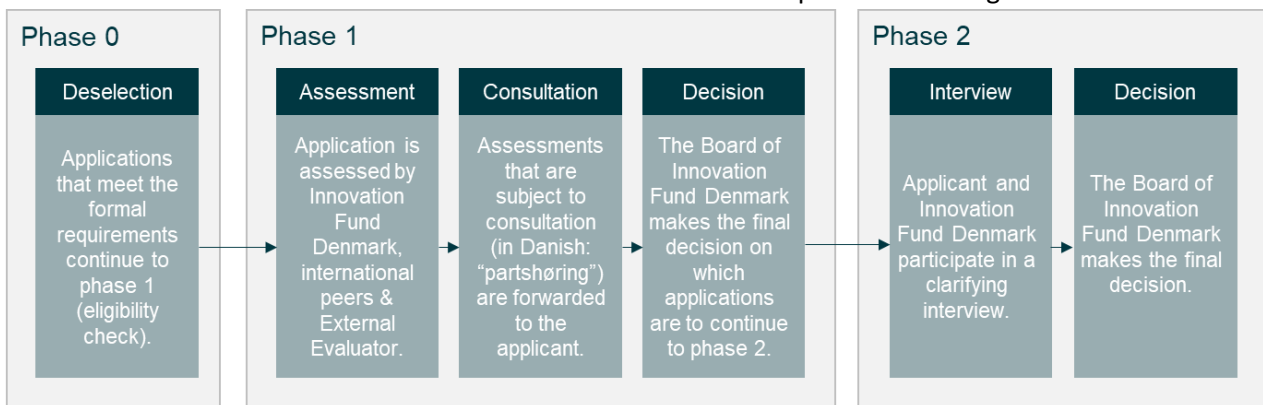 Phase 0
Deselection
Applications
that meet the
formal
requirements
continue to
phase 1
(eligibility
check).
Phase 1
Assessment
Application is
assessed by
Innovation
Fund
Denmark,
international
peers &
External
Evaluator.
Consultation
Assessments
that are
subject to
consultation
(in Danish:
“partshøring”)
are forwarded
to the
applicant.
Decision
The Board of
Innovation
Fund Denmark
makes the final
decision on
which
applications
are to continue
to phase 2.
Phase 2
Interview
Applicant and
Innovation
Fund Denmark
participate in a
clarifying
interview.
Decision
The Board of
Innovation
Fund Denmark
makes the final
decision.